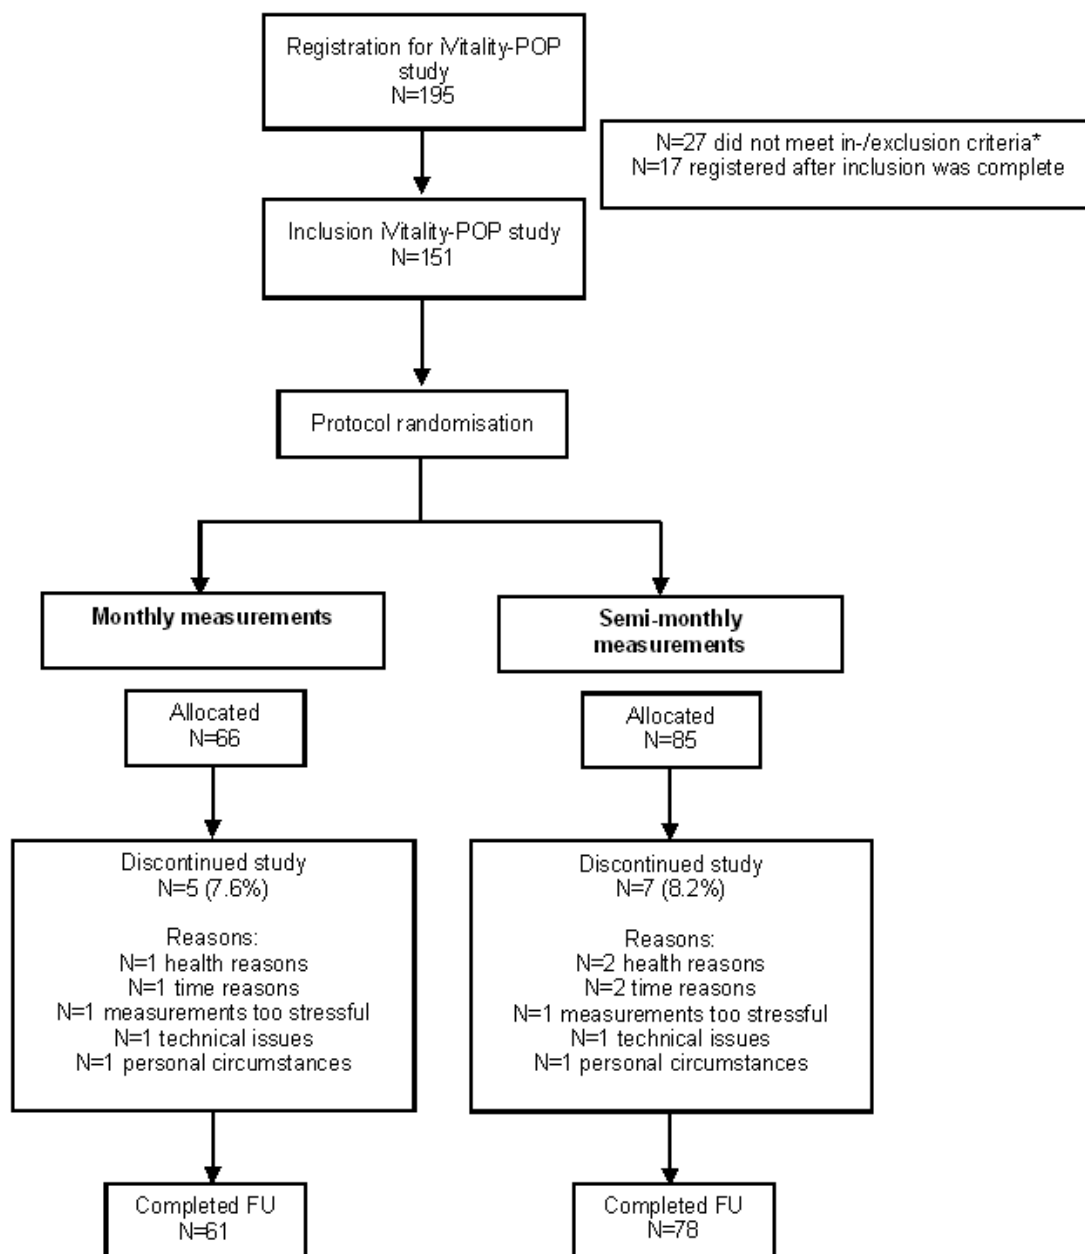 Registration for iVitality-POP
study
N=195
N=27 did not meet in-/exclusion criteria*
N=17 registered after inclusion was complete
Inclusion iVitality-POP study
N=151
Protocol randomisation
Monthly measurements
Semi-monthly
measurements
Allocated
N=66
Allocated
N=85
Discontinued study
N=5 (7.6%)
Reasons:
N=1 health reasons
N=1 time reasons
N=1 measurements too stressful
N=1 technical issues
N=1 personal circumstances
Discontinued study
N=7 (8.2%)
Reasons:
N=2 health reasons
N=2 time reasons
N=1 measurements too stressful
N=1 technical issues
N=1 personal circumstances
Completed FU
N=61
Completed FU
N=78